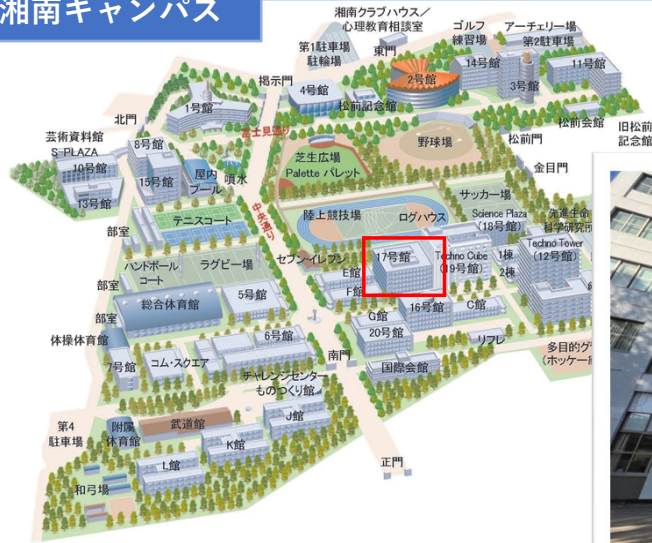 湘南キャンパス
湘南クラブハウス／
心理教育相談室
ゴルフ
練習場
アーチェリー場
第2駐車場
第1駐車場
駐輪場
東門
14号館
11号館
3号館
2号館
掲示門
4号館
松前記念館
1号館
北門
富士見通り
松前会館
旧松前
記念館
芸術資料館
S-PLAZA
10号館
8号館
野球場
松前門
芝生広場
Palette パレット
金目門
15号館
屋内
プール
噴水
13号館
中央通り
サッカー場
テニスコート
陸上競技場
ログハウス
Science Plaza
(18号館)
先進生命
科学研究所
部室
セブン-イレブン
17号館
Techno Cube
(19号館)
1棟
2棟
Techno Tower
(12号館)
ハンドボール
コート
ラグビー場
E館
F館
部室
総合体育館
5号館
16号館
C館
G館
部室
20号館
体操体育館
6号館
リフレ
南門
多目的グ
(ホッケー
7号館
コム・スクエア
国際会館
チャレンジセンター
ものつくり館
第4
駐車場
附属
体育館
武道館
J館
K館
L館
正門
和弓場